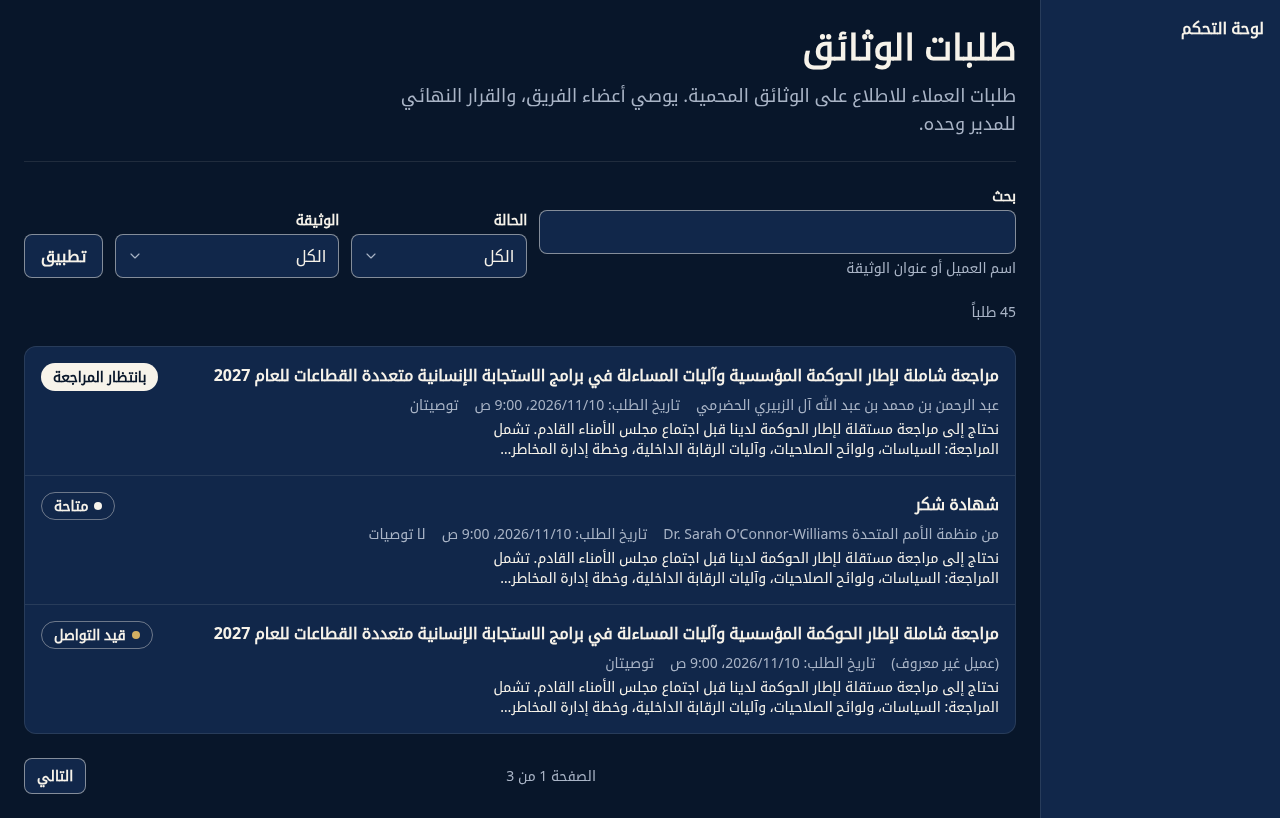 لوحة التحكم
طلبات الوثائق
طلبات العملاء للاطلاع على الوثائق المحمية. يوصي أعضاء الفريق، والقرار النهائي
للمدير وحده.
بحث
اسم العميل أو عنوان الوثيقة
الحالة
الكل
الوثيقة
الكل
تطبيق
45 طلباً
مراجعة شاملة لإطار الحوكمة المؤسسية وآليات المساءلة في برامج الاستجابة الإنسانية متعددة القطاعات للعام 2027
بانتظار المراجعة
عبد الرحمن بن محمد بن عبد الله آل الزبيري الحضرمي تاريخ الطلب: 2026/11/10، 9:00 ص توصيتان
نحتاج إلى مراجعة مستقلة لإطار الحوكمة لدينا قبل اجتماع مجلس الأمناء القادم. تشمل
المراجعة: السياسات، ولوائح الصلاحيات، وآليات الرقابة الداخلية، وخطة إدارة المخاطر...
شهادة شكر
متاحة
من منظمة الأمم المتحدة Dr. Sarah O'Connor-Williams تاريخ الطلب: 2026/11/10، 9:00 ص لا توصيات
نحتاج إلى مراجعة مستقلة لإطار الحوكمة لدينا قبل اجتماع مجلس الأمناء القادم. تشمل
المراجعة: السياسات، ولوائح الصلاحيات، وآليات الرقابة الداخلية، وخطة إدارة المخاطر...
مراجعة شاملة لإطار الحوكمة المؤسسية وآليات المساءلة في برامج الاستجابة الإنسانية متعددة القطاعات للعام 2027
قيد التواصل
(عميل غير معروف) تاريخ الطلب: 2026/11/10، 9:00 ص توصيتان
نحتاج إلى مراجعة مستقلة لإطار الحوكمة لدينا قبل اجتماع مجلس الأمناء القادم. تشمل
المراجعة: السياسات، ولوائح الصلاحيات، وآليات الرقابة الداخلية، وخطة إدارة المخاطر...
الصفحة 1 من 3
التالي